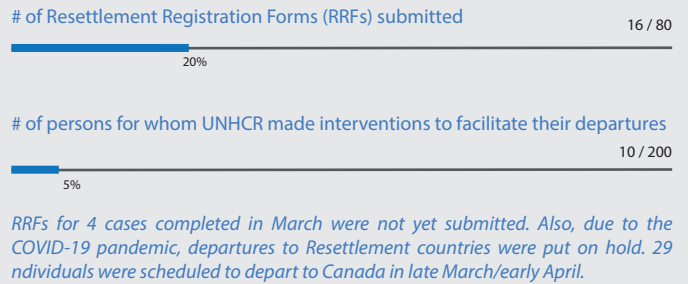 # of Resettlement Registration Forms (RRFs) submitted
16 / 80
20%
# of persons for whom UNHCR made interventions to facilitate their departures
10 / 200
5%
RRFs for 4 cases completed in March were not yet submitted. Also, due to the
COVID-19 pandemic, departures to Resettlement countries were put on hold. 29
ndividuals were scheduled to depart to Canada in late March/early April.